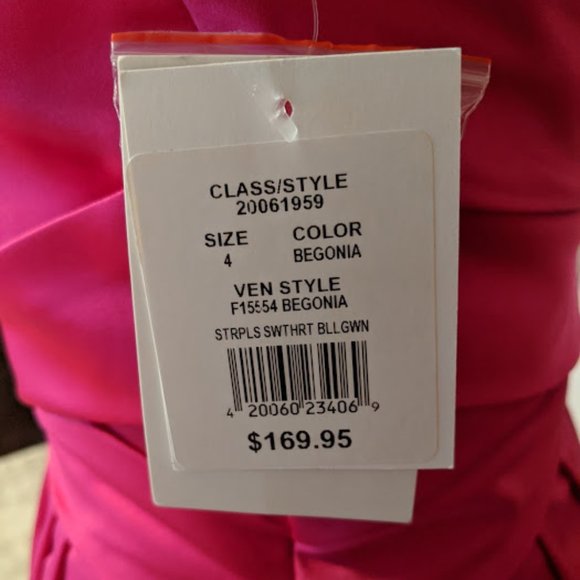 CLASS/STYLE
20061959
SIZE COLOR
4 BEGONIA
VEN STYLE
F15554 BEGONIA
STRPLS SWTHRT BLLGWN
4 20060 23406 9
$169.95